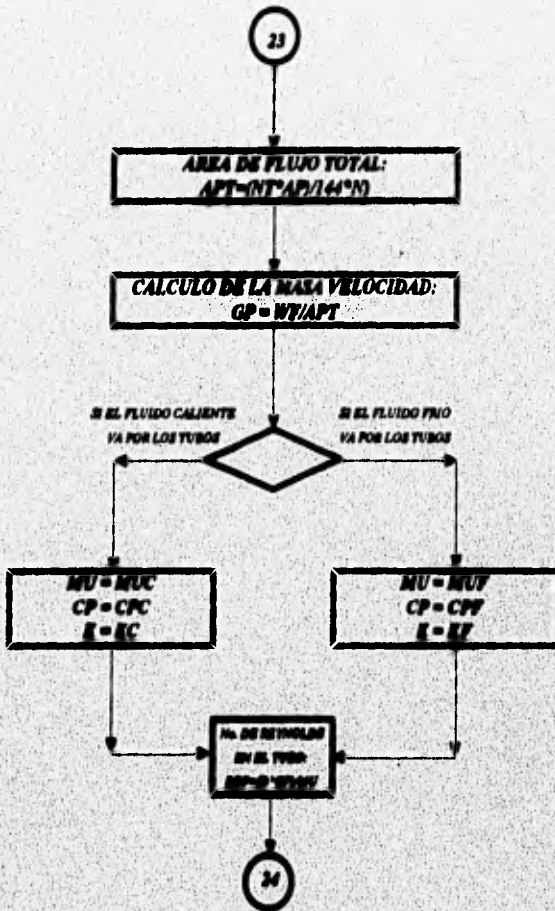 23
AREA DE FLUJO TOTAL:
APT=(NT*AP)/144*N)
CALCULO DE LA MASA VELOCIDAD:
GP = WF/APT
SI EL FLUIDO CALIENTE
VA POR LOS TUBOS
SI EL FLUIDO FRIO
VA POR LOS TUBOS
MU = MUC
CP = CPC
K = KC
MU = MUF
CP = CPF
K = KF
No. DE REYNOLDS
EN EL TUBO:
24